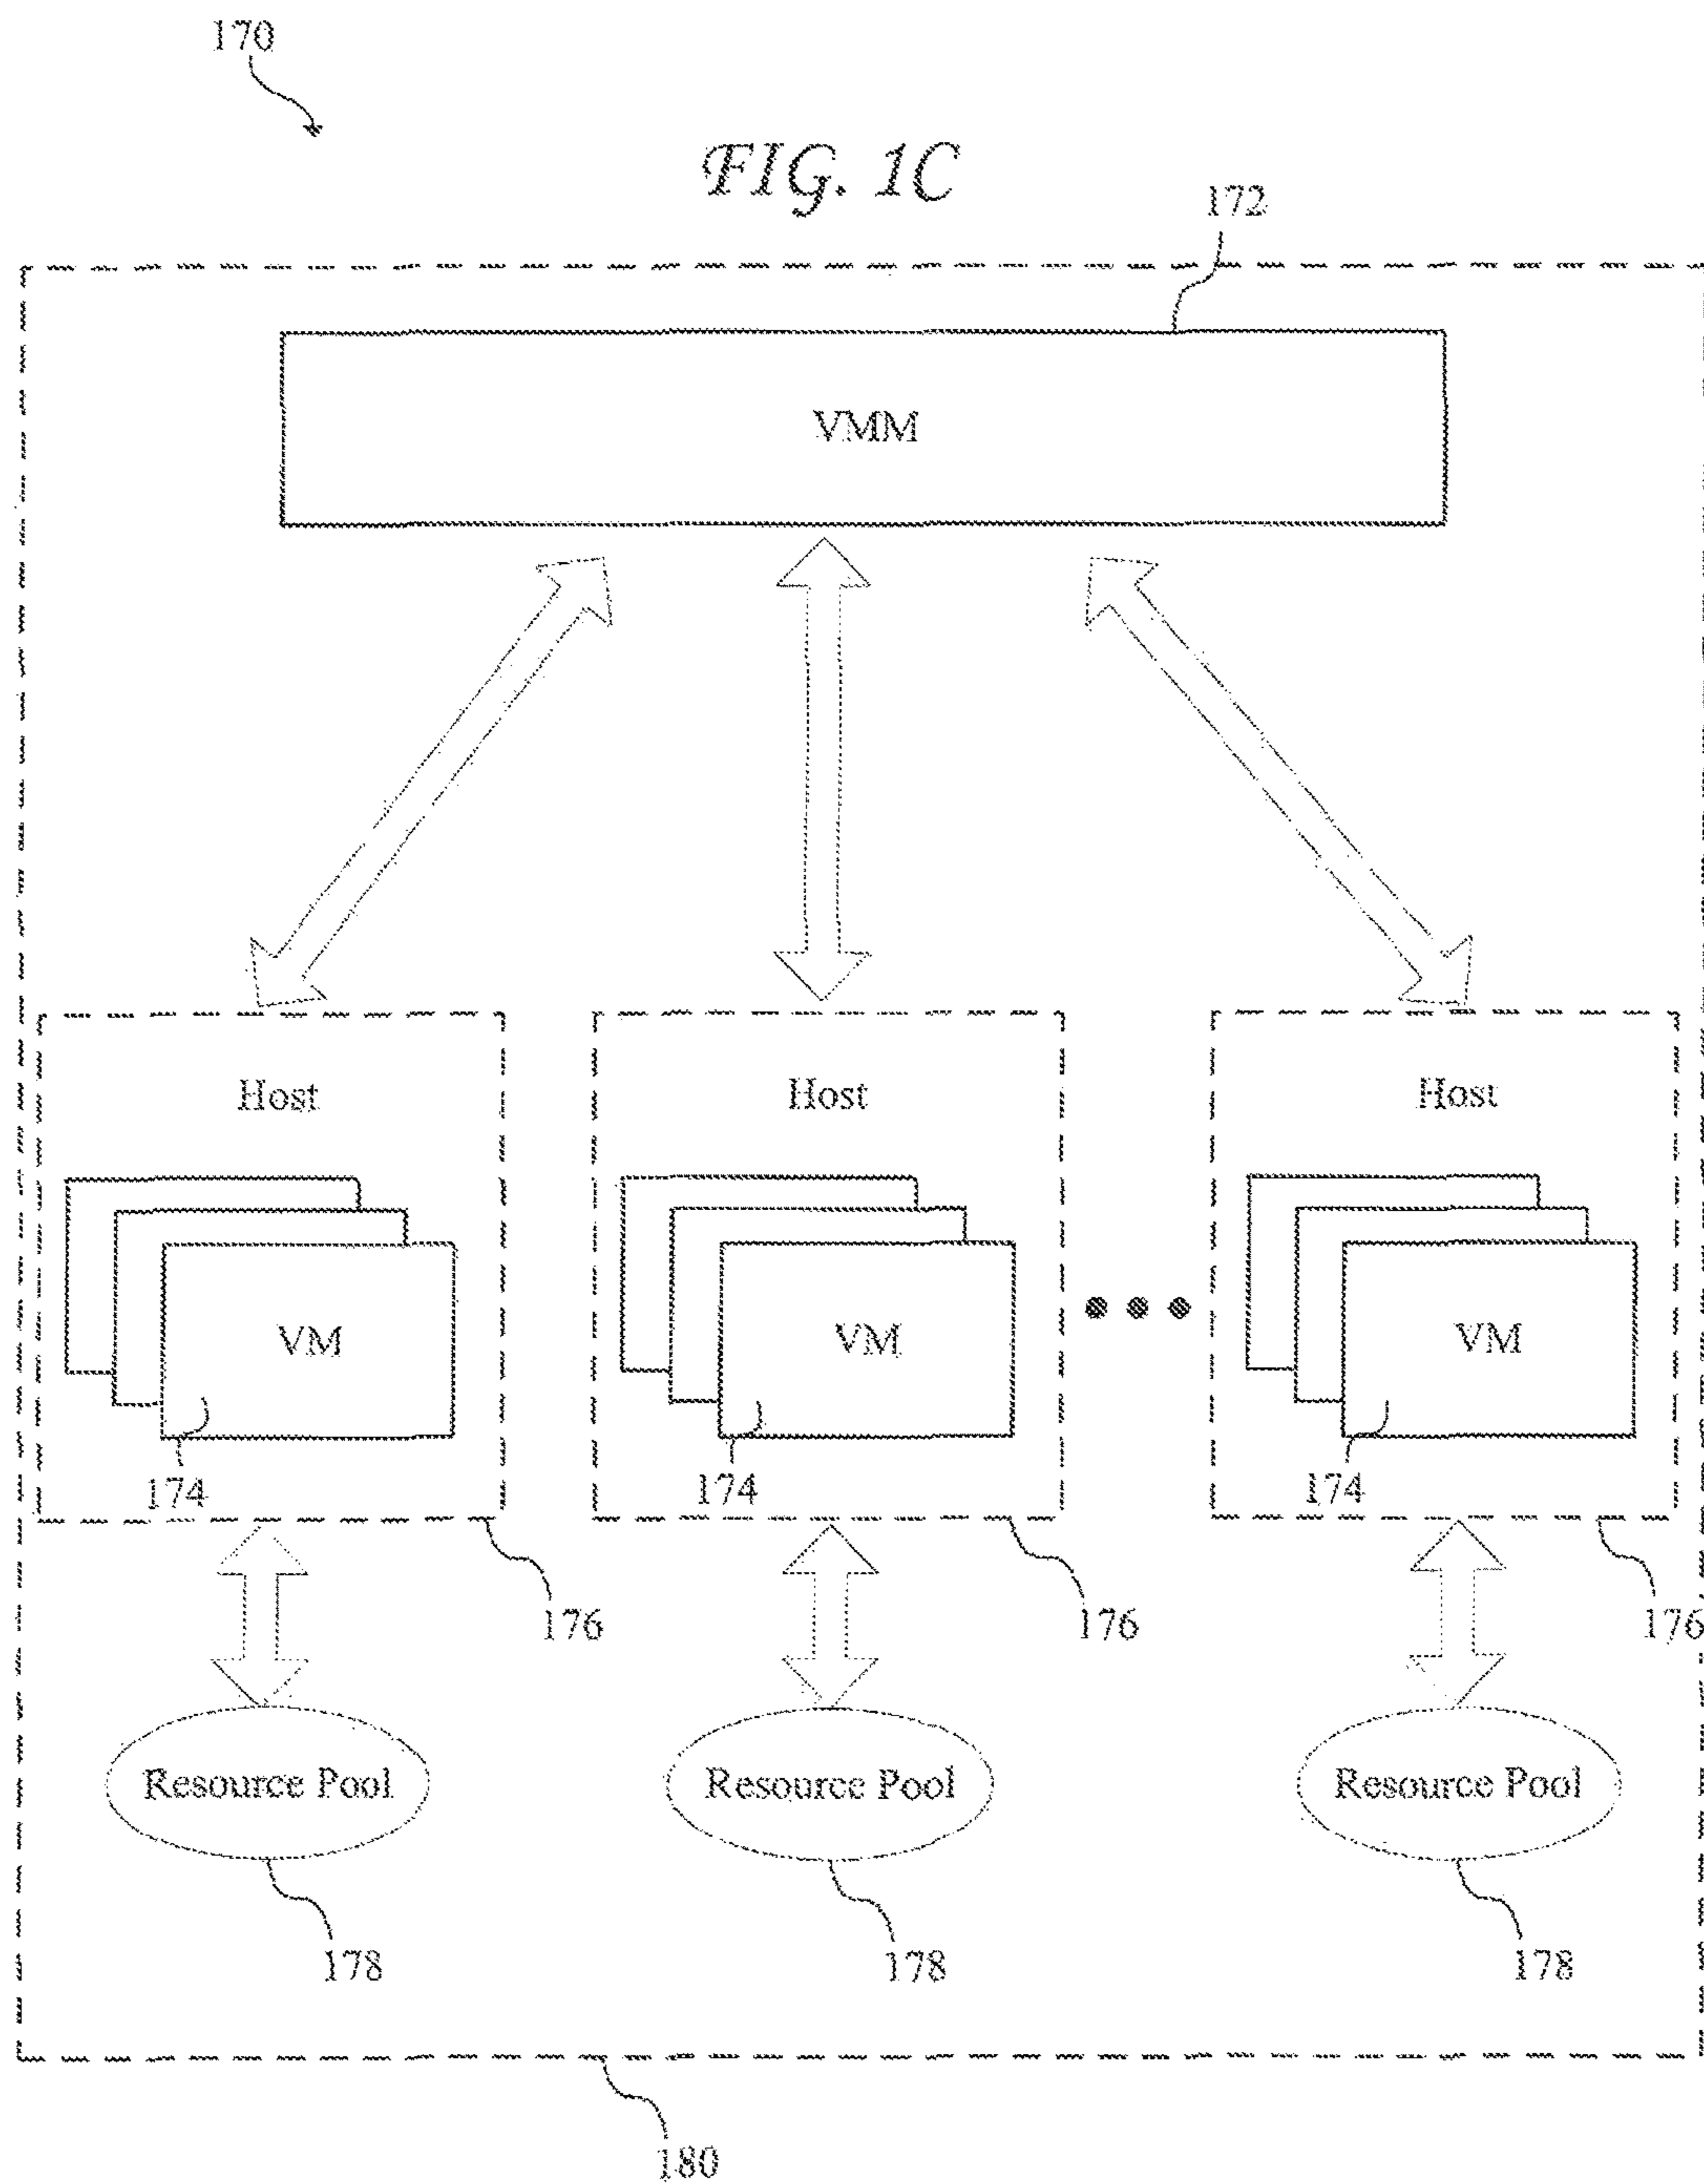 170
FIG. 1C
172
VMM
Host Host Host
VM VM VM
174 174 174
176 176 176
Resource Pool Resource Pool Resource Pool
178 178 178
180